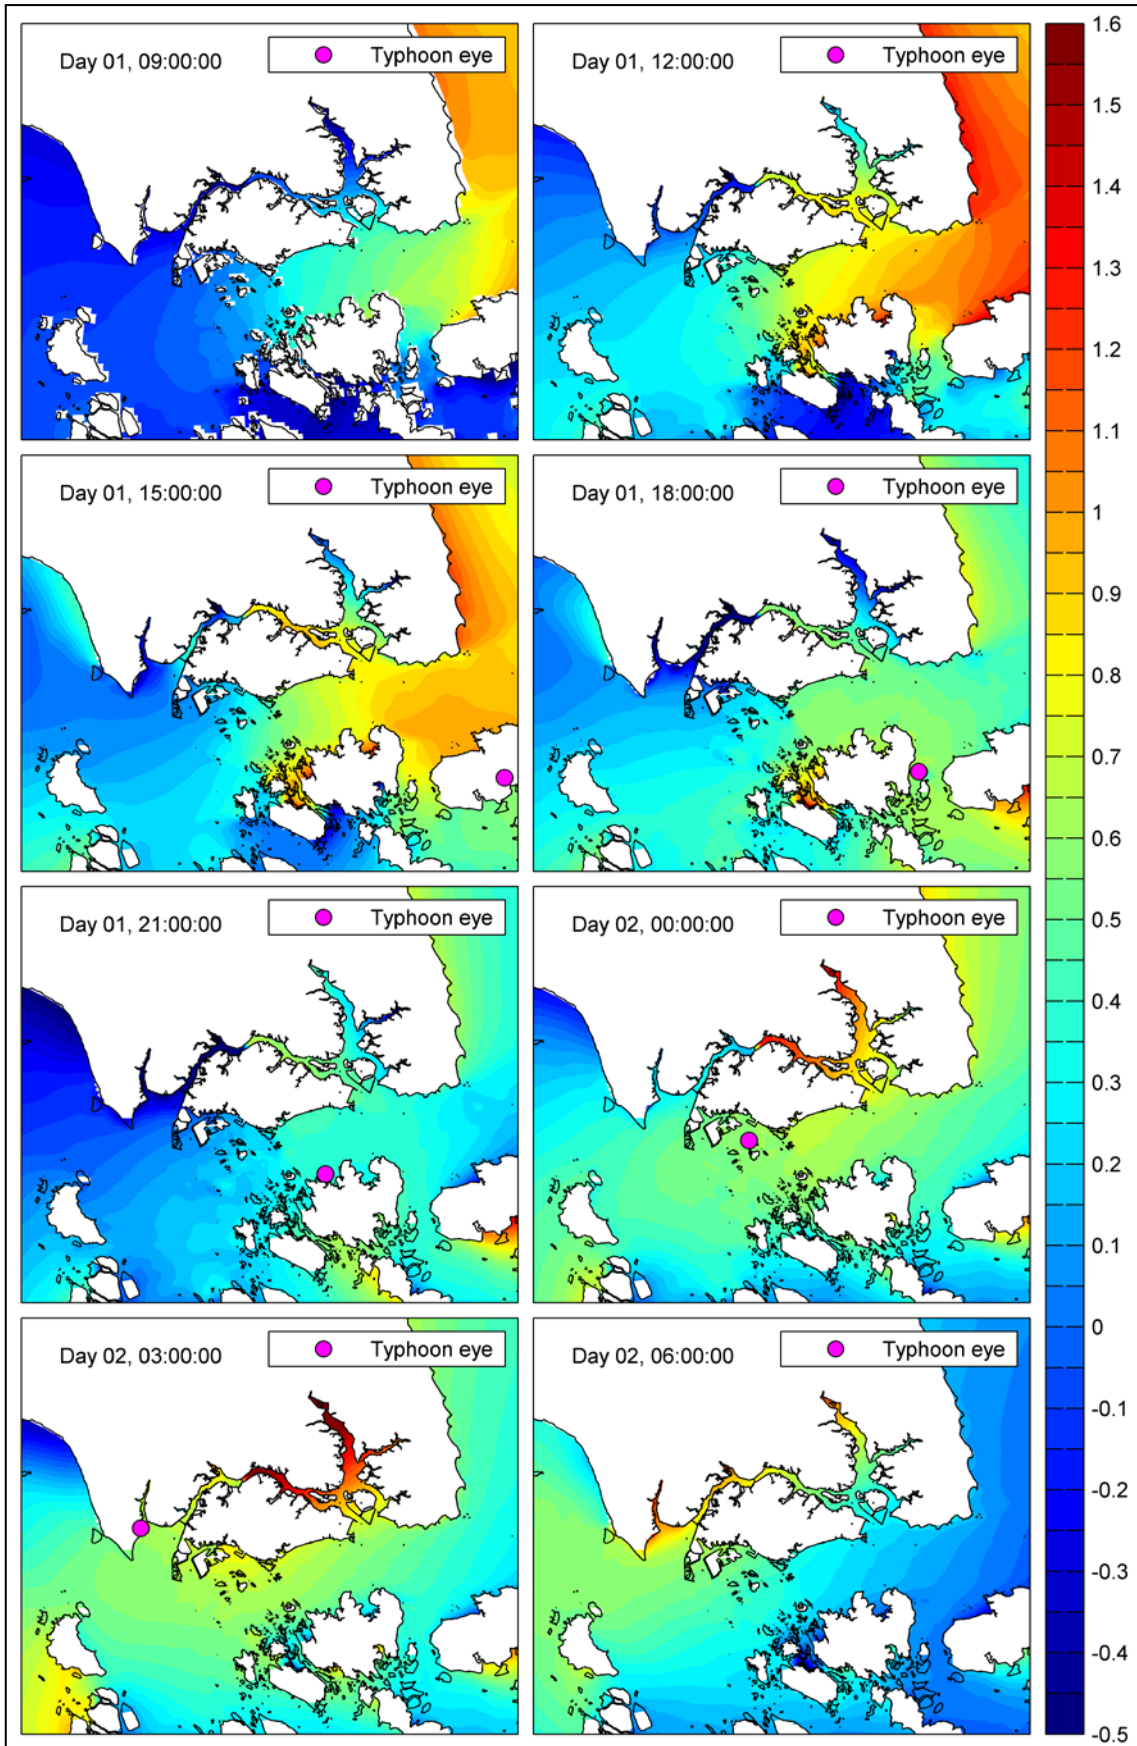 Day 01, 09:00:00
Typhoon eye
Day 01, 12:00:00
Typhoon eye
Day 01, 15:00:00
Typhoon eye
Day 01, 18:00:00
Typhoon eye
Day 01, 21:00:00
Typhoon eye
Day 02, 00:00:00
Typhoon eye
Day 02, 03:00:00
Typhoon eye
Day 02, 06:00:00
Typhoon eye
1.6
1.5
1.4
1.3
1.2
1.1
1
0.9
0.8
0.7
0.6
0.5
0.4
0.3
0.2
0.1
0
-0.1
-0.2
-0.3
-0.4
-0.5